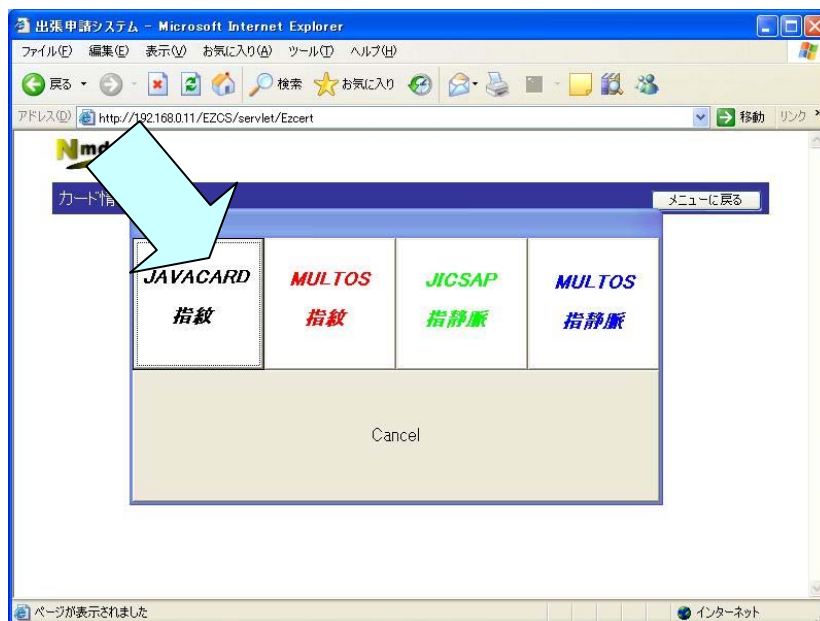 出張申請システム - Microsoft Internet Explorer
ファイル(F) 編集(E) 表示(V) お気に入り(A) ツール(T) ヘルプ(H)
戻る 検索 お気に入り
アドレス(D) http://192.168.0.11/EZCS/servlet/Ezcert 移動 リンク »
Nmd
カード情 メニューに戻る
JAVACARD MULTOS JICSAP MULTOS
指紋 指紋 指静脈 指静脈
Cancel
ページが表示されました インターネット